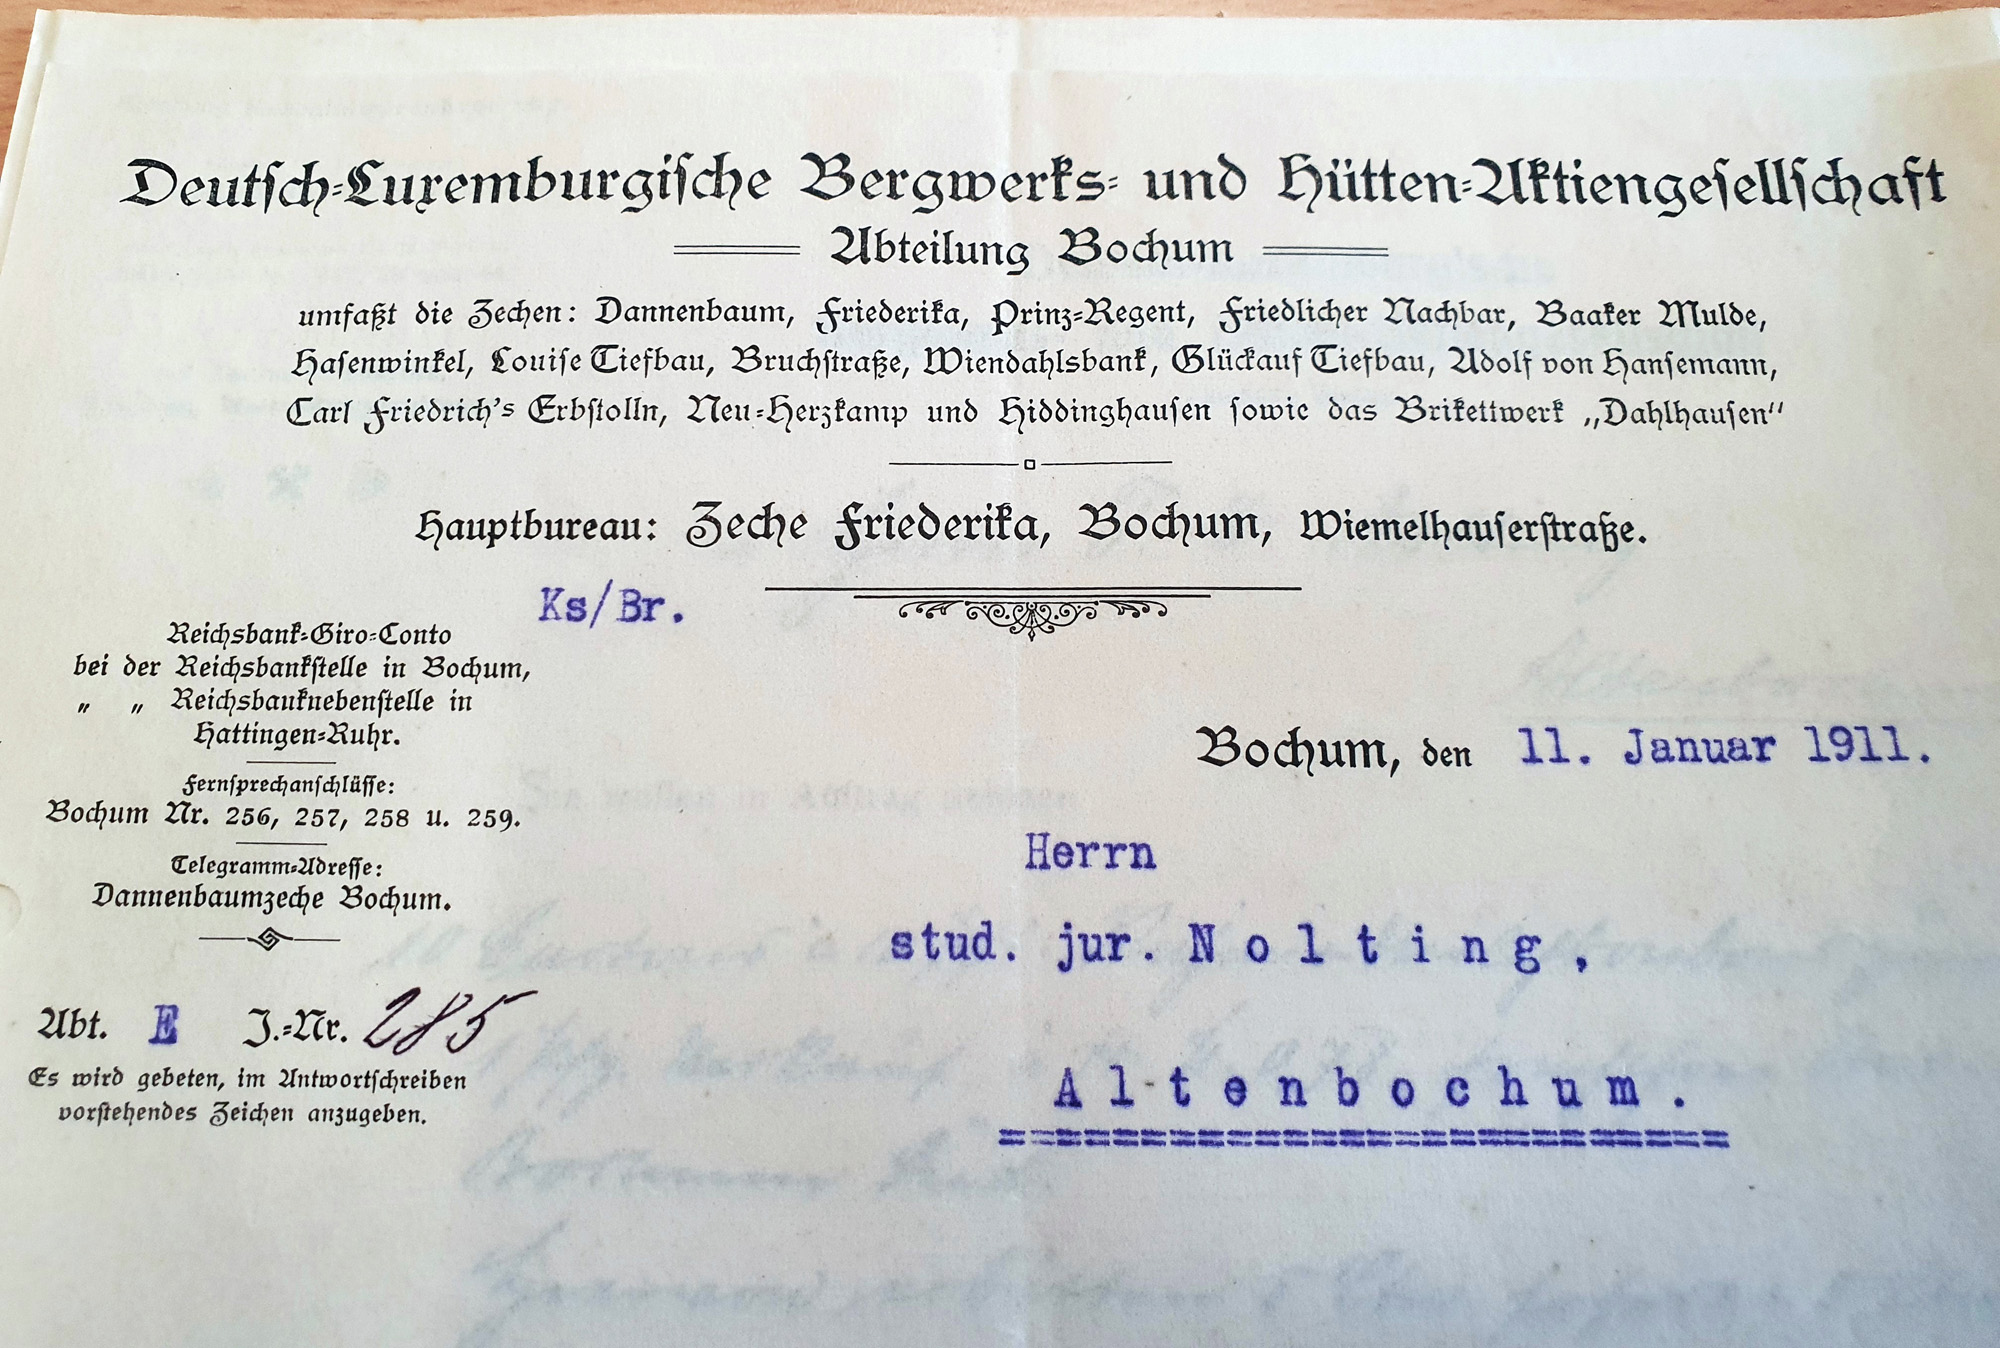 Deutsch-Luxemburgische Bergwerks- und Hütten-Aktiengesellschaft
Abteilung Bochum
umfaßt die Zechen: Dannenbaum, Friederika, Prinz-Regent, Friedlicher Nachbar, Baaker Mulde,
Hasenwinkel, Louise Tiefbau, Bruchstraße, Wiendahlsbank, Glückauf Tiefbau, Adolf von Hansemann,
Carl Friedrich's Erbstolln, Neu-Herzkamp und Hiddinghausen sowie das Brikettwerk „Dahlhausen"
Hauptbureau: Zeche Friederika, Bochum, Wiemelhauserstraße.
Ks/Br.
Reichsbank-Giro-Conto
bei der Reichsbankstelle in Bochum,
„ „ Reichsbanknebenstelle in
Hattingen-Ruhr.
Fernsprechanschlüsse:
Bochum Nr. 256, 257, 258 u. 259.
Telegramm-Adresse:
Dannenbaumzeche Bochum.
Abt. E J.-Nr. 285
Es wird gebeten, im Antwortschreiben
vorstehendes Zeichen anzugeben.
Bochum, den 11. Januar 1911.
Herrn
stud. jur. Nolting,
Altenbochum.